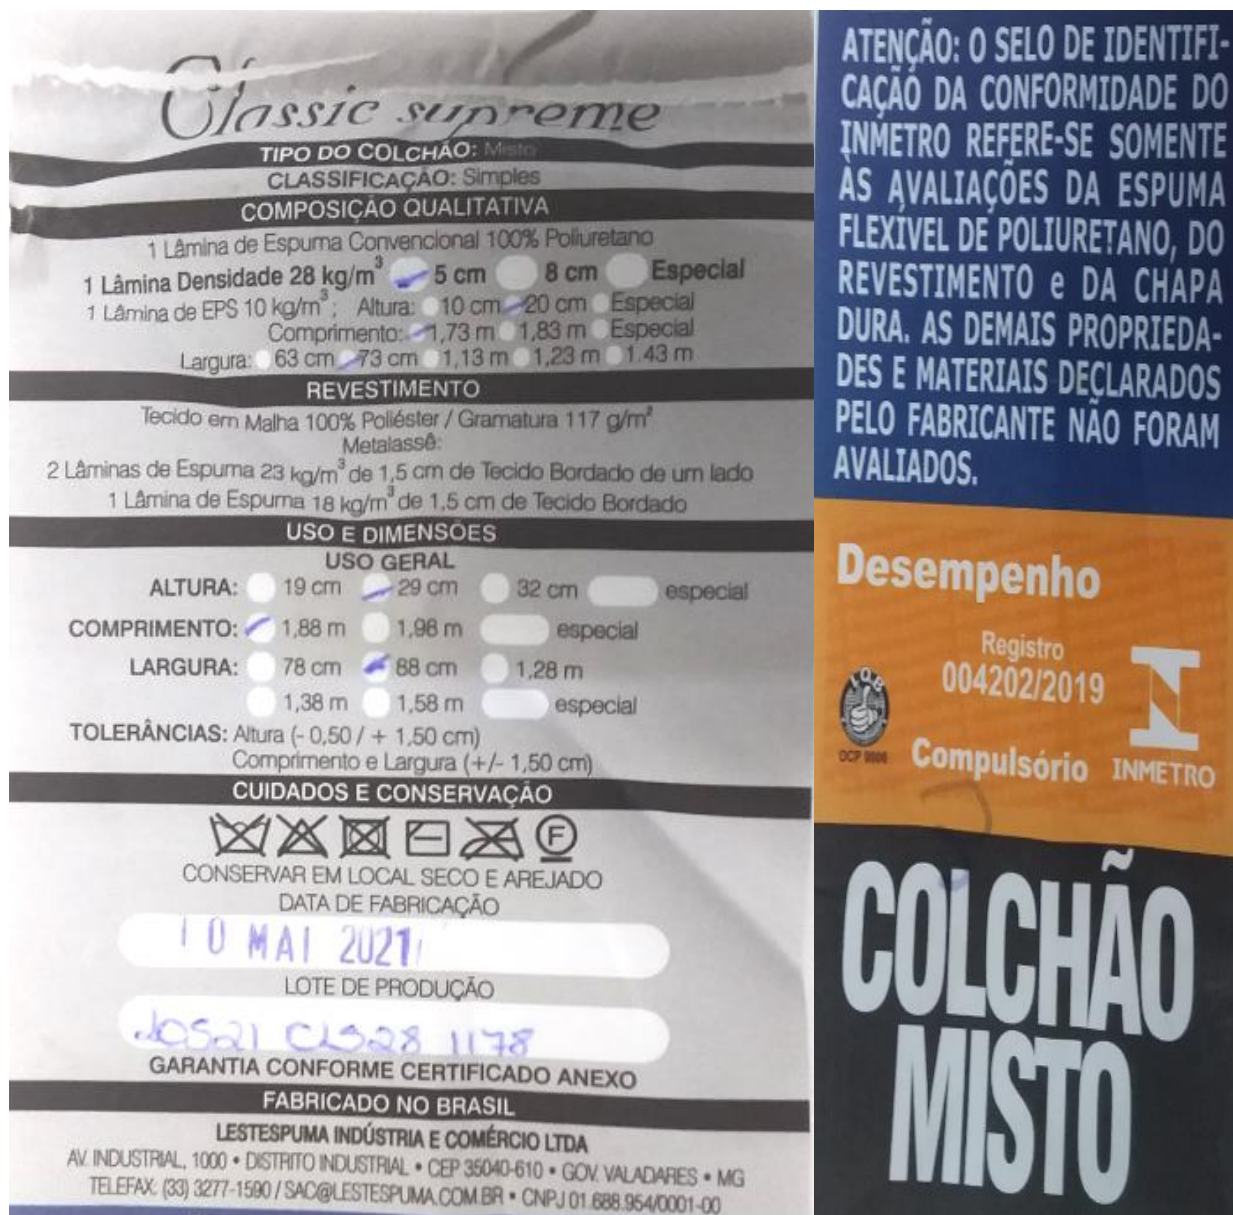 Classic supreme
TIPO DO COLCHÃO: Misto
CLASSIFICAÇÃO: Simples
COMPOSIÇÃO QUALITATIVA
1 Lâmina de Espuma Convencional 100% Poliuretano
1 Lâmina Densidade 28 kg/m³ 5 cm 8 cm Especial
1 Lâmina de EPS 10 kg/m³; Altura: 10 cm 20 cm Especial
Comprimento: 1,73 m 1,83 m Especial
Largura: 63 cm 73 cm 1,13 m 1,23 m 1.43 m
REVESTIMENTO
Tecido em Malha 100% Poliéster / Gramatura 117 g/m²
Metalassê:
2 Lâminas de Espuma 23 kg/m³ de 1,5 cm de Tecido Bordado de um lado
1 Lâmina de Espuma 18 kg/m³ de 1,5 cm de Tecido Bordado
USO E DIMENSÕES
USO GERAL
ALTURA: 19 cm 29 cm 32 cm especial
COMPRIMENTO: 1,88 m 1,98 m especial
LARGURA: 78 cm 88 cm 1,28 m
1,38 m 1,58 m especial
TOLERÂNCIAS: Altura (- 0,50 / + 1,50 cm)
Comprimento e Largura (+/- 1,50 cm)
CUIDADOS E CONSERVAÇÃO
F
CONSERVAR EM LOCAL SECO E AREJADO
DATA DE FABRICAÇÃO
10 MAI 2021
LOTE DE PRODUÇÃO
CLS28 1178
GARANTIA CONFORME CERTIFICADO ANEXO
FABRICADO NO BRASIL
LESTESPUMA INDÚSTRIA E COMÉRCIO LTDA
AV. INDUSTRIAL, 1000 • DISTRITO INDUSTRIAL • CEP 35040-610 • GOV. VALADARES • MG
TELEFAX: (33) 3277-1590 / SAC@LESTESPUMA.COM.BR • CNPJ 01.688.954/0001-00
ATENÇÃO: O SELO DE IDENTIFI-
CAÇÃO DA CONFORMIDADE DO
INMETRO REFERE-SE SOMENTE
ÀS AVALIAÇÕES DA ESPUMA
FLEXÍVEL DE POLIURETANO, DO
REVESTIMENTO e DA CHAPA
DURA. AS DEMAIS PROPRIEDA-
DES E MATERIAIS DECLARADOS
PELO FABRICANTE NÃO FORAM
AVALIADOS.
Desempenho
Registro
004202/2019
I.Q.B
OCP
Compulsório
INMETRO
COLCHÃO
MISTO